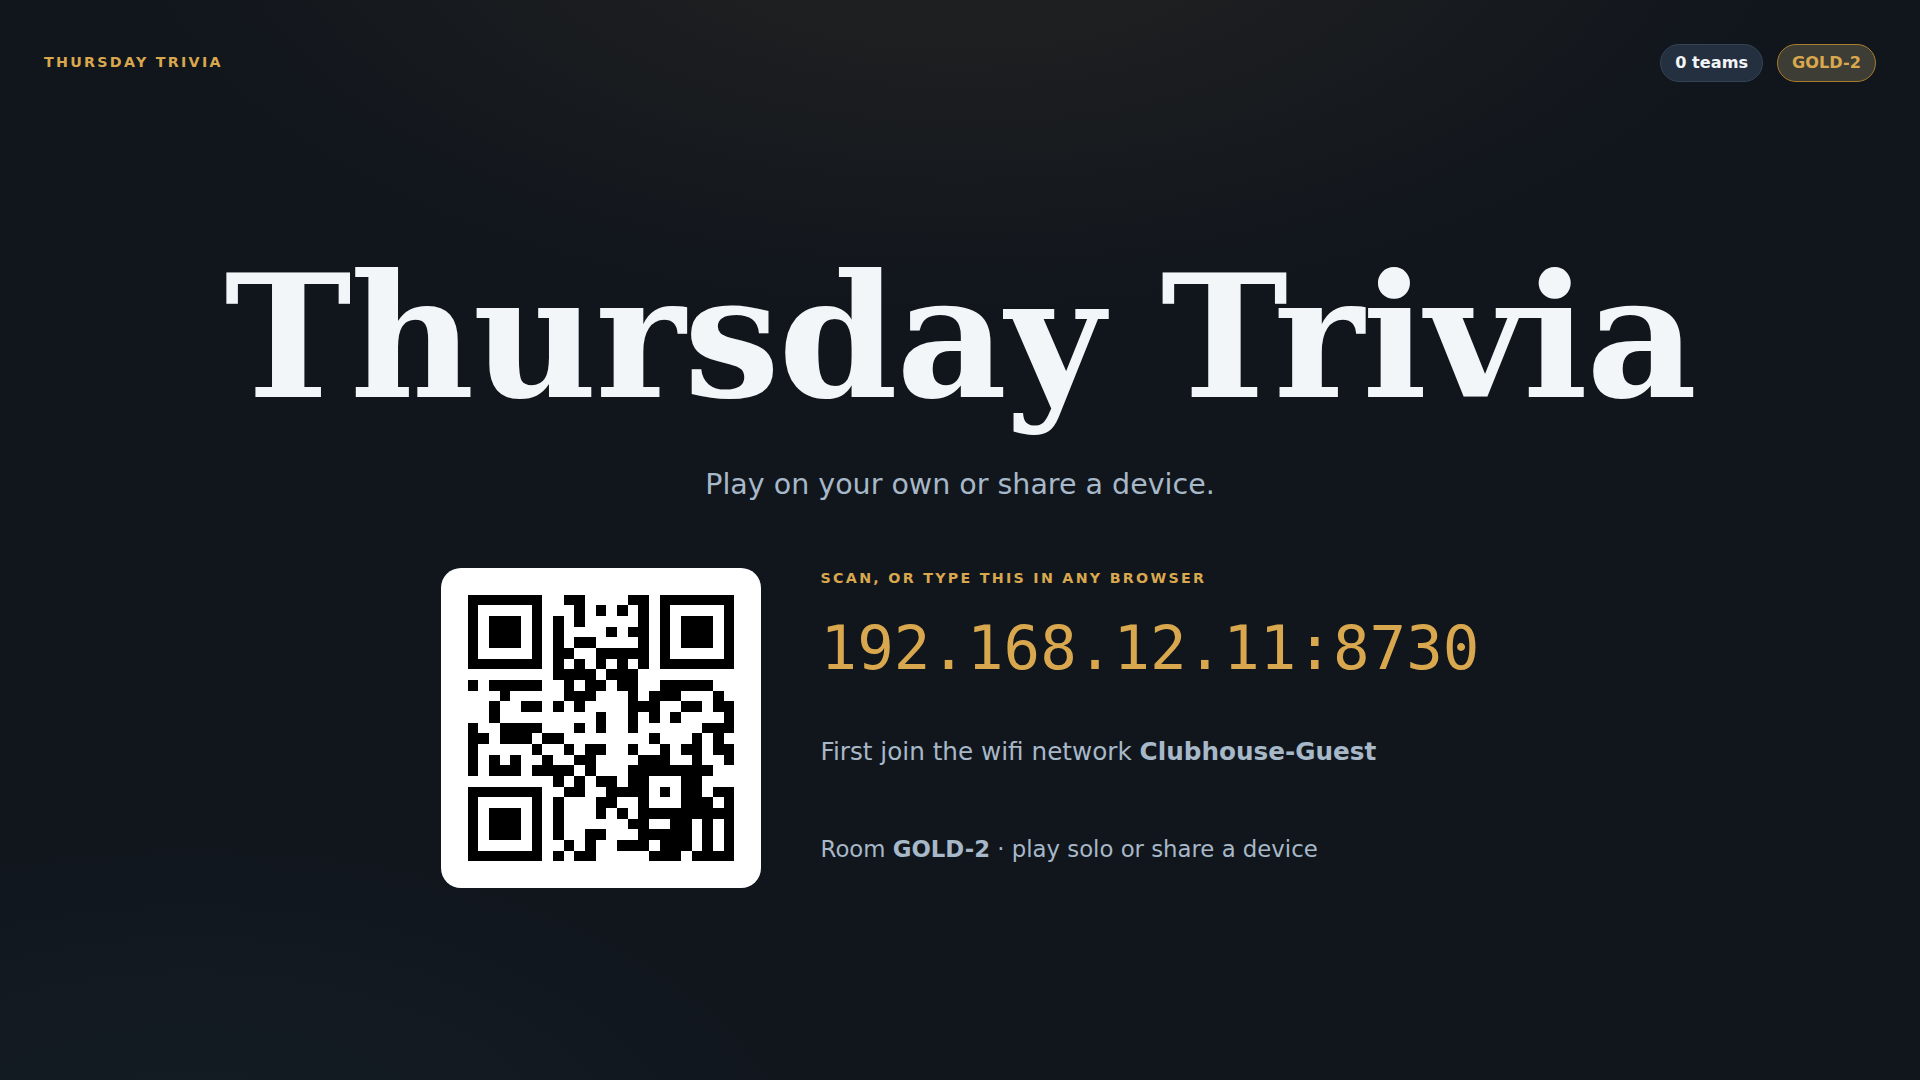 THURSDAY TRIVIA
0 teams
GOLD-2
Thursday Trivia
Play on your own or share a device.
SCAN, OR TYPE THIS IN ANY BROWSER
192.168.12.11:8730
First join the wifi network Clubhouse-Guest
Room GOLD-2 · play solo or share a device